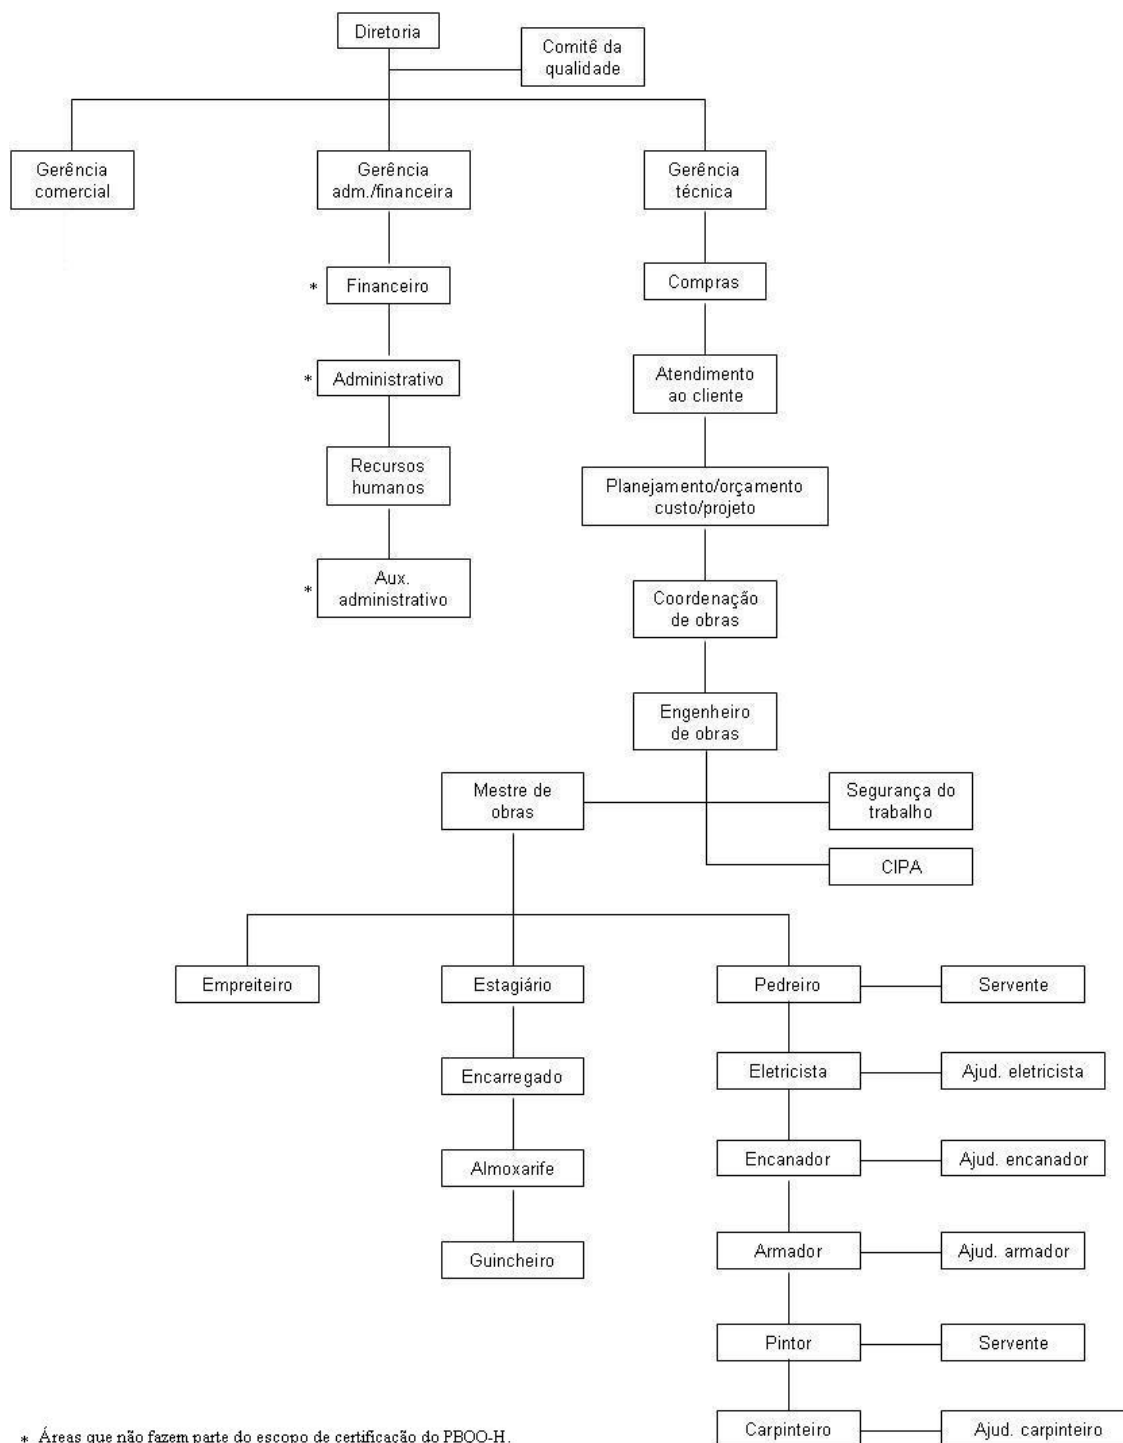 Diretoria
Comitê da
qualidade
Gerência
comercial
Gerência
adm./financeira
Gerência
técnica
* Financeiro
Compras
* Administrativo
Atendimento
ao cliente
Recursos
humanos
Planejamento/orçamento
custo/projeto
* Aux.
administrativo
Coordenação
de obras
Engenheiro
de obras
Mestre de
obras
Segurança do
trabalho
CIPA
Empreiteiro
Estagiário
Pedreiro
Servente
Encarregado
Eletricista
Ajud. eletricista
Almoxarife
Encanador
Ajud. encanador
Guincheiro
Armador
Ajud. armador
Pintor
Servente
Carpinteiro
Ajud. carpinteiro
* Áreas que não fazem parte do escopo de certificação do PBOO-H.